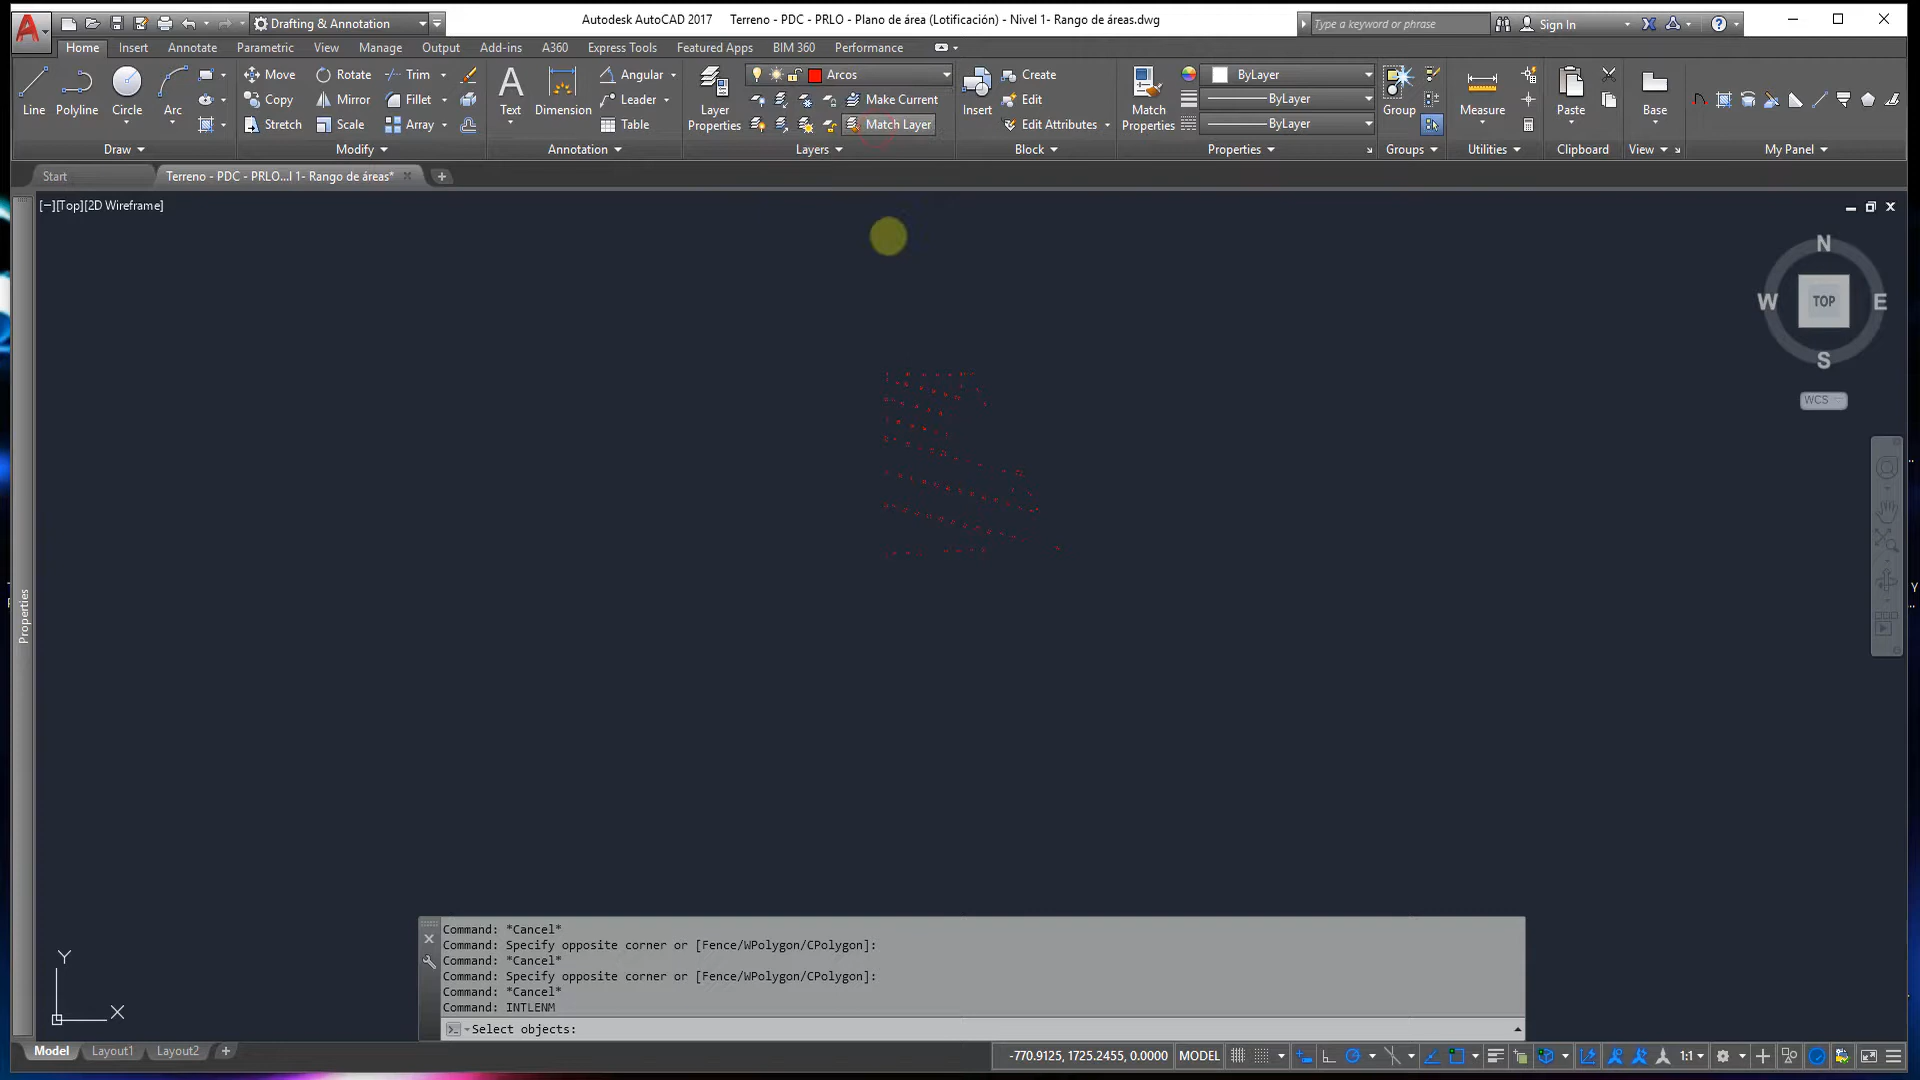 Drafting & Annotation
Autodesk AutoCAD 2017 Terreno - PDC - PRLO - Plano de área (Lotificación) - Nivel 1- Rango de áreas.dwg
Type a keyword or phrase
Sign In
Home Insert Annotate Parametric View Manage Output Add-ins A360 Express Tools Featured Apps BIM 360 Performance
Line Polyline Circle Arc
Move Rotate Trim
Copy Mirror Fillet
Stretch Scale Array
Text Dimension
Angular
Leader
Table
Layer Properties
Arcos
Make Current
Match Layer
Insert
Create
Edit
Edit Attributes
Match Properties
ByLayer
ByLayer
ByLayer
Group Measure Paste Base
Draw Modify Annotation Layers Block Properties Groups Utilities Clipboard View My Panel
Start Terreno - PDC - PRLO...l 1- Rango de áreas*
[−][Top][2D Wireframe]
N
W TOP E
S
WCS
Properties
Y
X
Command: *Cancel*
Command: Specify opposite corner or [Fence/WPolygon/CPolygon]:
Command: *Cancel*
Command: Specify opposite corner or [Fence/WPolygon/CPolygon]:
Command: *Cancel*
Command: INTLENM
Select objects:
Model Layout1 Layout2
-770.9125, 1725.2455, 0.0000 MODEL 1:1